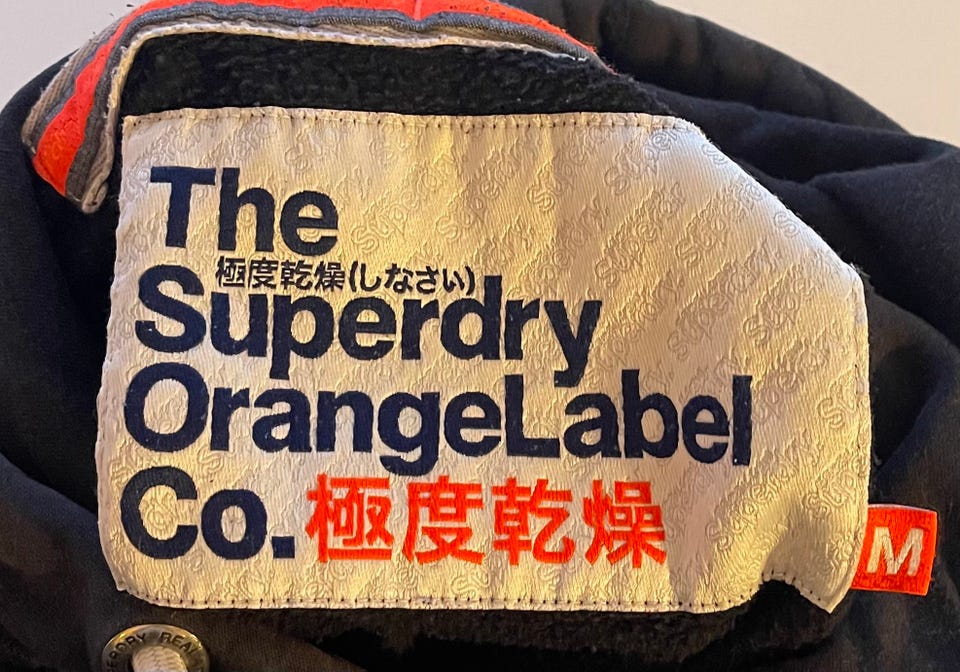 The
極度乾燥(しなさい)
Superdry
OrangeLabel
Co. 極度乾燥
M